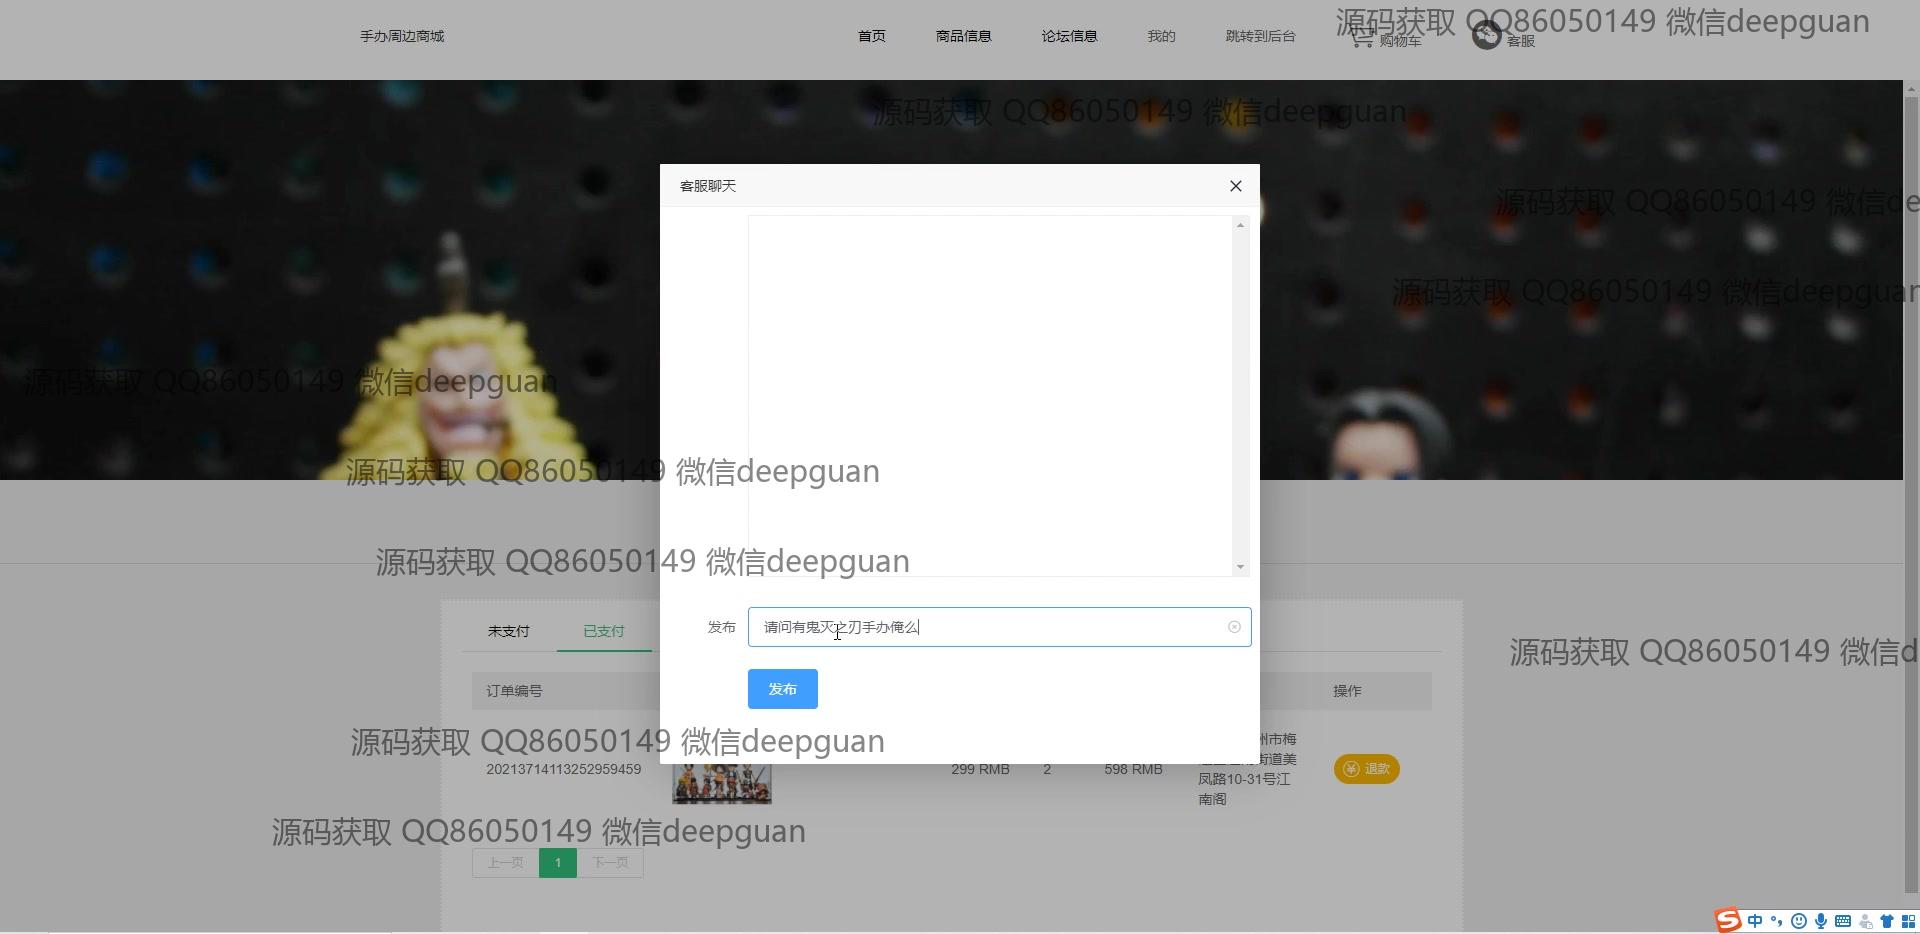 手办周边商城
首页
商品信息
论坛信息
我的
跳转到后台
购物车
客服
源码获取 QQ86050149 微信deepguan
源码获取 QQ86050149 微信deepguan
客服聊天
源码获取 QQ86050149 微信de
源码获取 QQ86050149 微信deepguan
源码获取 QQ86050149 微信deepguan
源码获取 QQ86050149 微信deepguan
源码获取 QQ86050149 微信deepguan
发布
请问有鬼灭之刃手办俺么
未支付
已支付
源码获取 QQ86050149 微信d
发布
订单编号
操作
源码获取 QQ86050149 微信deepguan
20213714113252959459
299 RMB
2
598 RMB
州市梅
街道美
凤路10-31号江
南阁
退款
源码获取 QQ86050149 微信deepguan
上一页
1
下一页
中